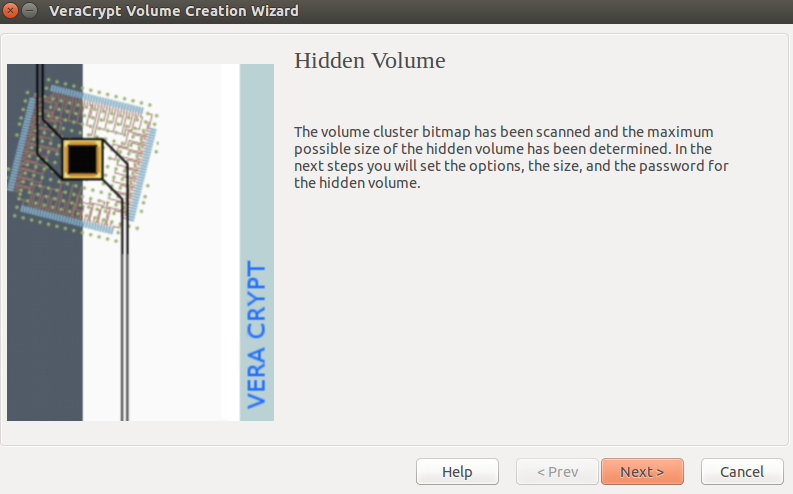 VeraCrypt Volume Creation Wizard
Hidden Volume
The volume cluster bitmap has been scanned and the maximum
possible size of the hidden volume has been determined. In the
next steps you will set the options, the size, and the password for
the hidden volume.
VERA CRYPT
Help
< Prev
Next >
Cancel